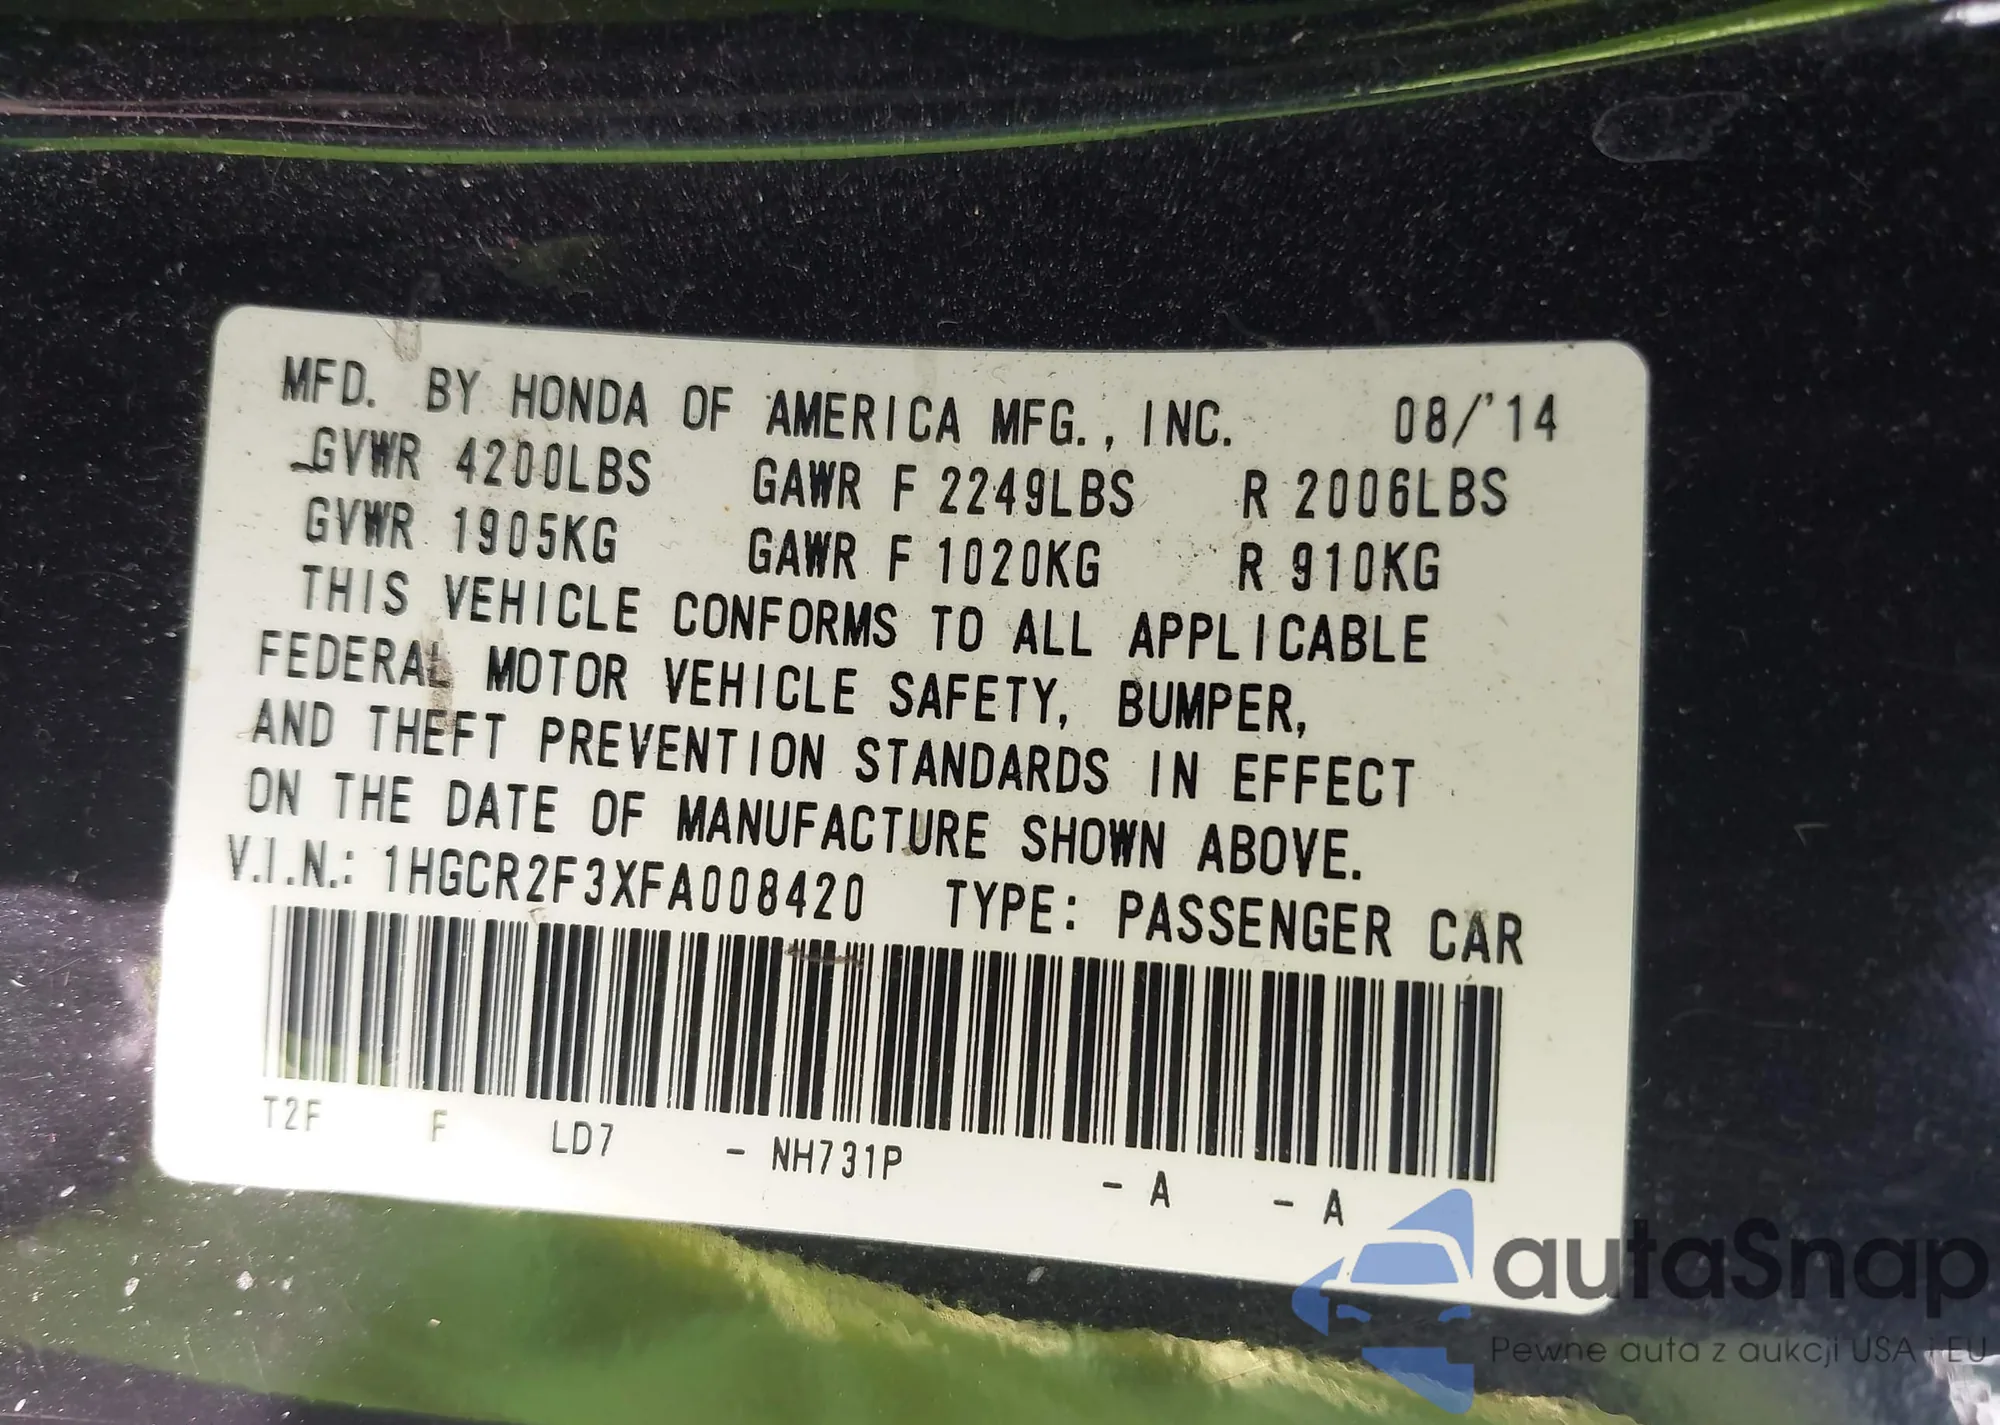 MFD. BY HONDA OF AMERICA MFG., INC. 08/'14
GVWR 4200LBS GAWR F 2249LBS R 2006LBS
GVWR 1905KG GAWR F 1020KG R 910KG
THIS VEHICLE CONFORMS TO ALL APPLICABLE
FEDERAL MOTOR VEHICLE SAFETY, BUMPER,
AND THEFT PREVENTION STANDARDS IN EFFECT
ON THE DATE OF MANUFACTURE SHOWN ABOVE.
V.I.N.: 1HGCR2F3XFA008420 TYPE: PASSENGER CAR
T2F F LD7 - NH731P - A - A
autaSnap
Pewne auta z aukcji USA i EU